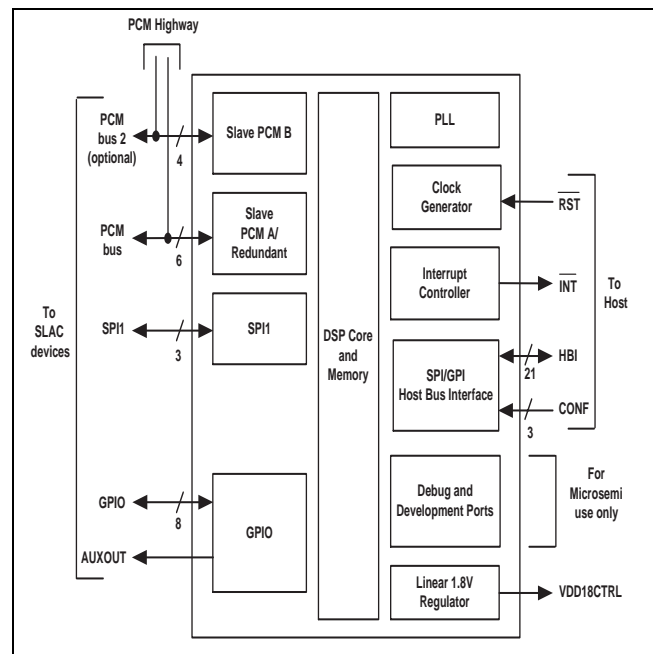 PCM Highway
PCM
bus 2
(optional)
4
Slave PCM B
PLL
Clock
Generator
RST
PCM
bus
6
Slave
PCM A/
Redundant
Interrupt
Controller
INT
To
Host
To
SLAC
devices
SPI1
3
SPI1
DSP Core
and
Memory
SPI/GPI
Host Bus Interface
HBI
21
CONF
3
GPIO
8
GPIO
AUXOUT
Debug and
Development Ports
For
Microsemi
use only
Linear 1.8V
Regulator
VDD18CTRL